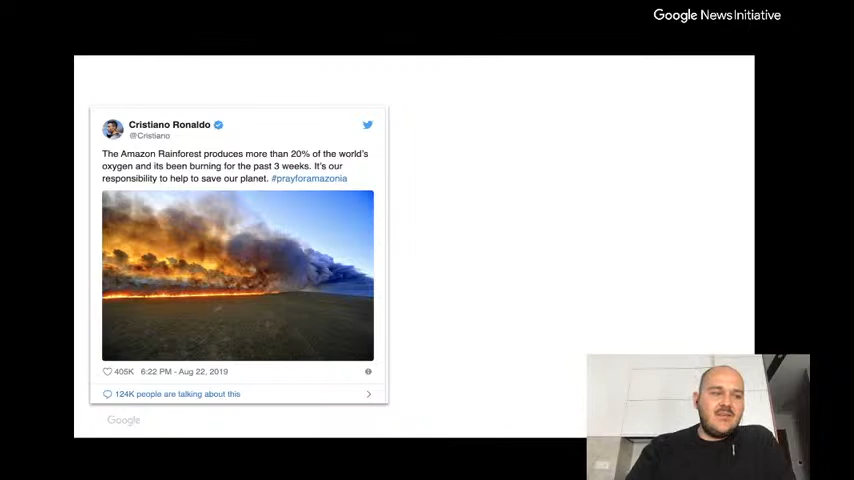 Google News Initiative
Cristiano Ronaldo
@Cristiano
The Amazon Rainforest produces more than 20% of the world's
oxygen and its been burning for the past 3 weeks. It's our
responsibility to help to save our planet. #prayforamazonia
405K 6:22 PM - Aug 22, 2019
124K people are talking about this
Google